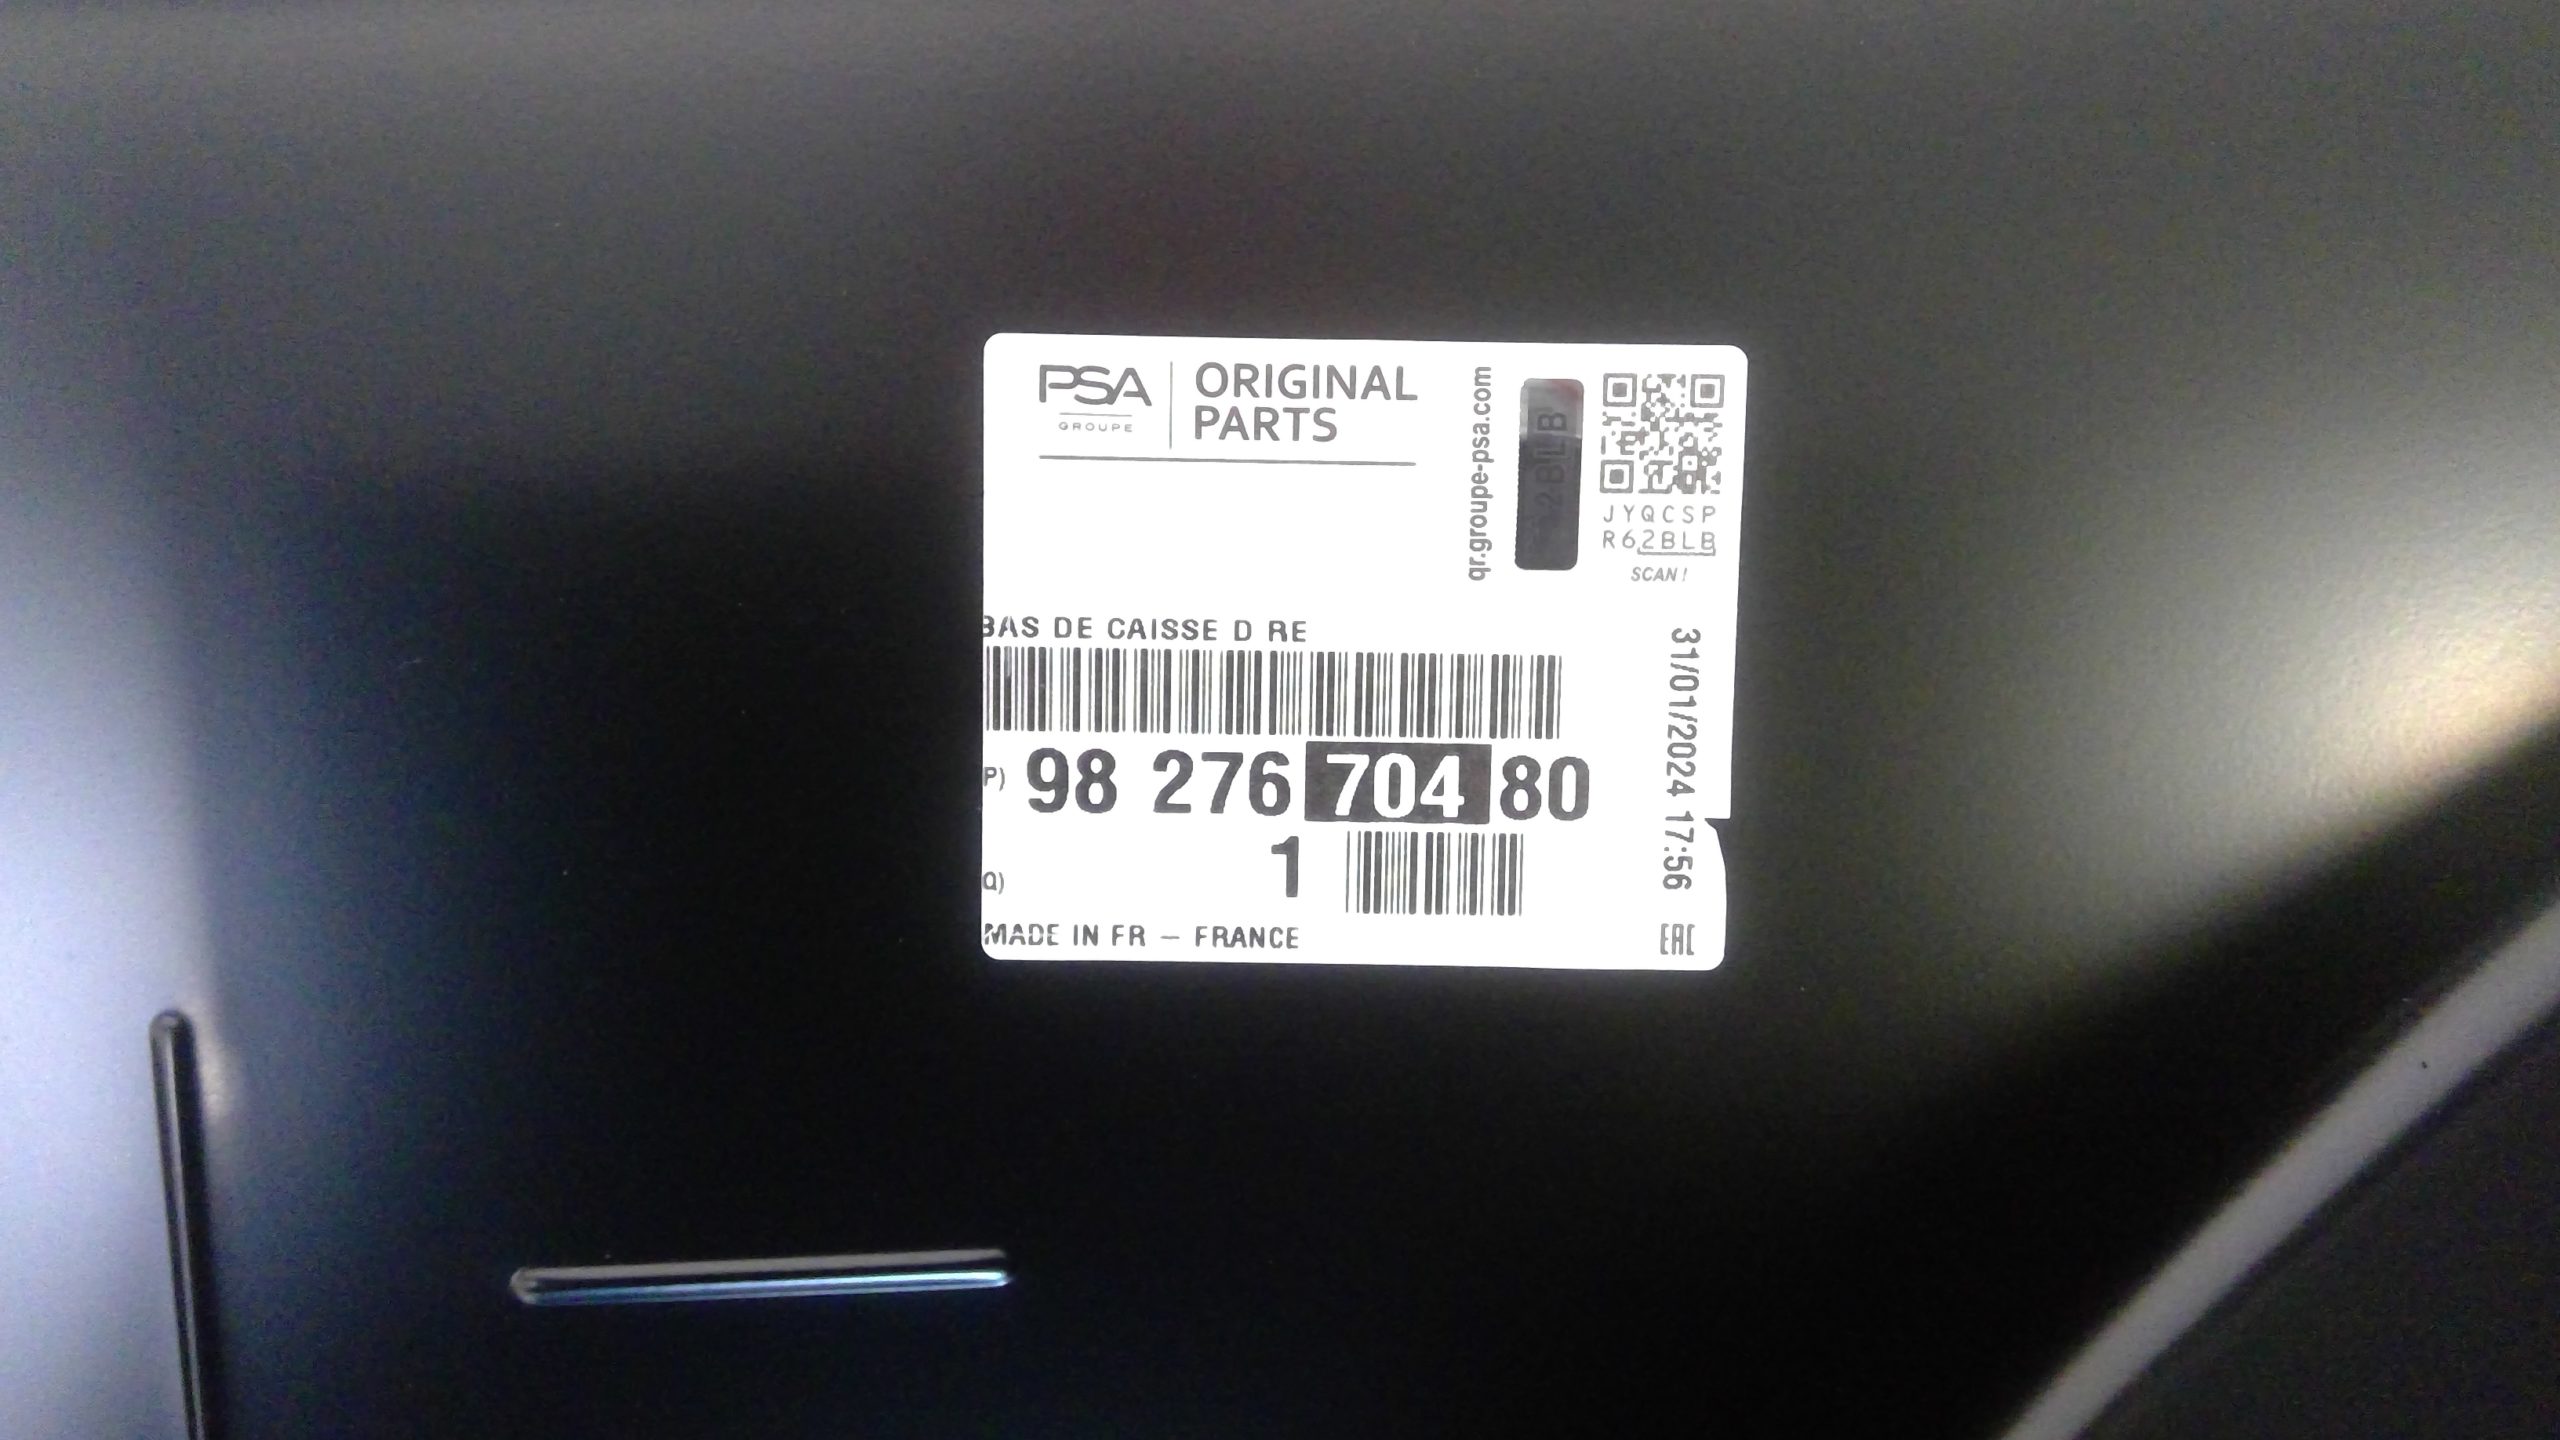 PSA
GROUPE
ORIGINAL
PARTS
qr.groupe-psa.com
2BLB
JYQCSP
R62BLB
SCAN!
BAS DE CAISSE D RE
P) 98 276 704 80
Q) 1
MADE IN FR – FRANCE
31/01/2024 17:56
EAC